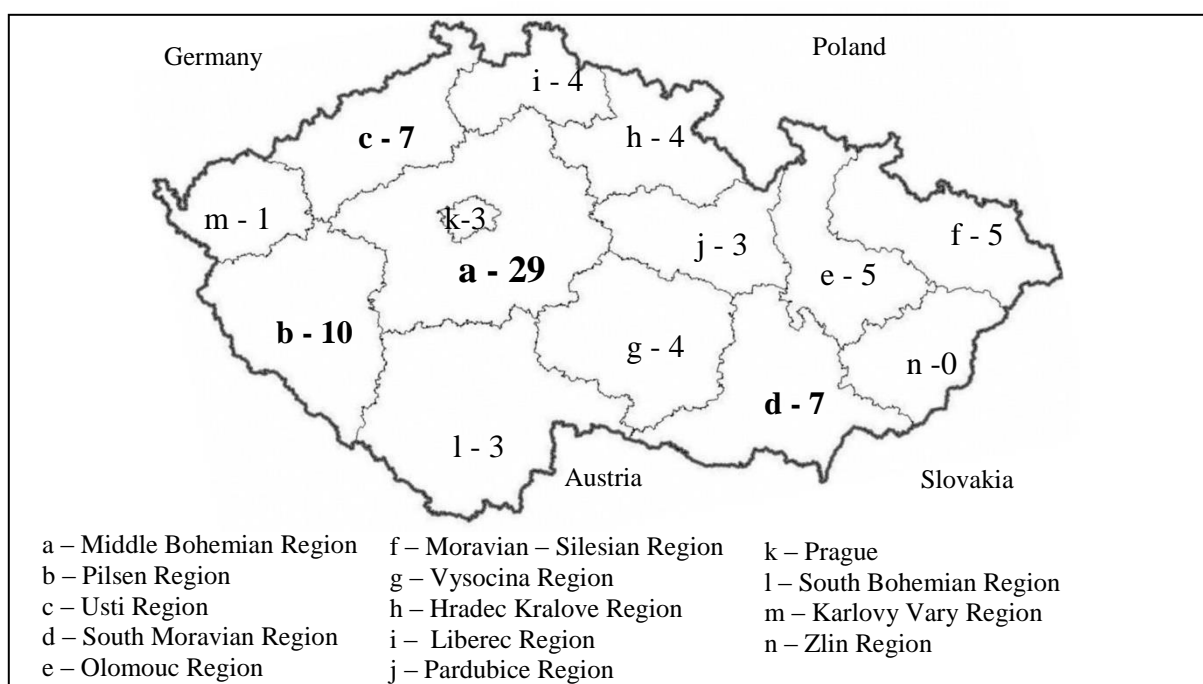 Germany
Poland
i - 4
c - 7
h - 4
m - 1
k-3
j - 3
f - 5
a - 29
e - 5
b - 10
g - 4
n -0
d - 7
l - 3
Austria
Slovakia
a – Middle Bohemian Region
b – Pilsen Region
c – Usti Region
d – South Moravian Region
e – Olomouc Region
f – Moravian – Silesian Region
g – Vysocina Region
h – Hradec Kralove Region
i – Liberec Region
j – Pardubice Region
k – Prague
l – South Bohemian Region
m – Karlovy Vary Region
n – Zlin Region